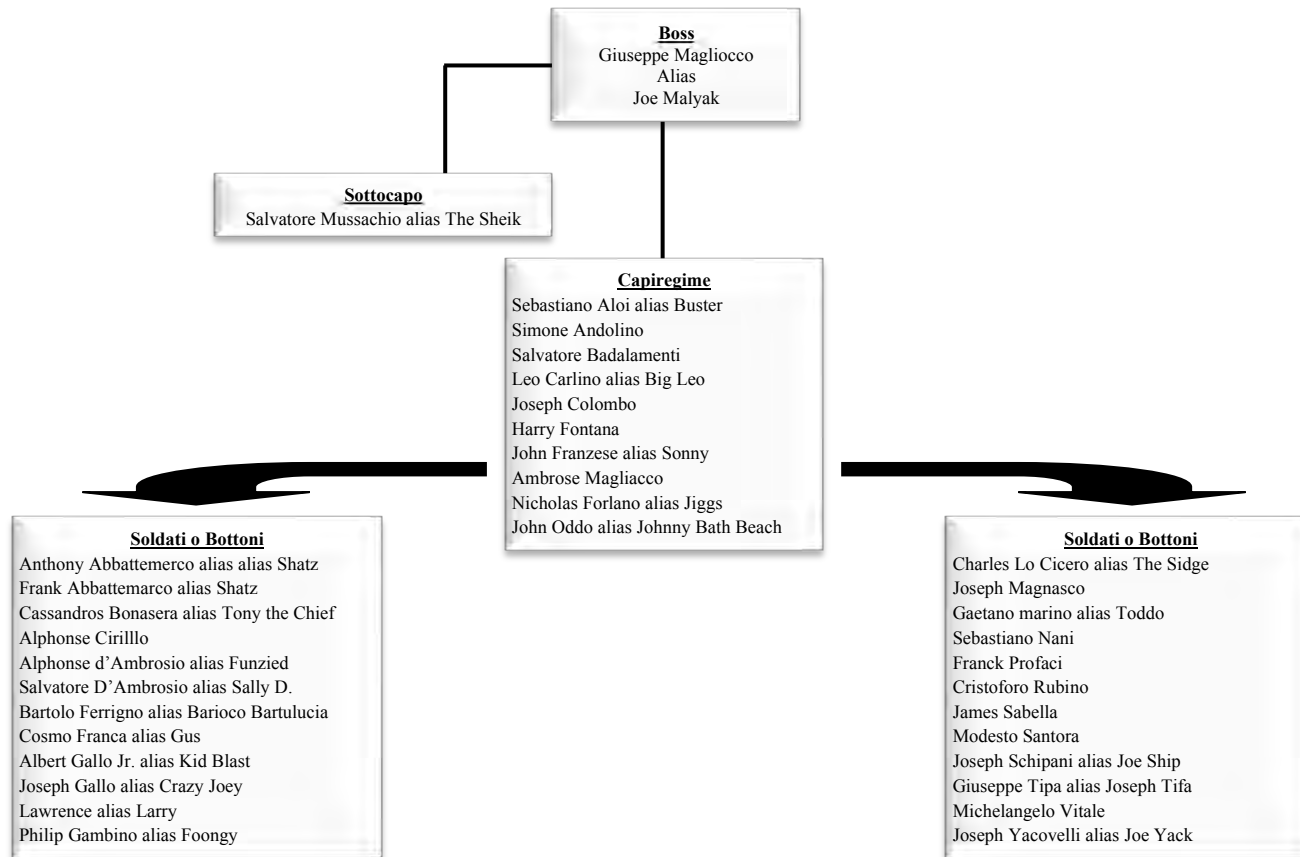 Boss
Giuseppe Magliocco
Alias
Joe Malyak
Sottocapo
Salvatore Mussachio alias The Sheik
Capiregime
Sebastiano Aloi alias Buster
Simone Andolino
Salvatore Badalamenti
Leo Carlino alias Big Leo
Joseph Colombo
Harry Fontana
John Franzese alias Sonny
Ambrose Magliacco
Nicholas Forlano alias Jiggs
John Oddo alias Johnny Bath Beach
Soldati o Bottoni
Anthony Abbattemerco alias alias Shatz
Frank Abbattemarco alias Shatz
Cassandros Bonasera alias Tony the Chief
Alphonse Cirilllo
Alphonse d’Ambrosio alias Funzied
Salvatore D’Ambrosio alias Sally D.
Bartolo Ferrigno alias Barioco Bartulucia
Cosmo Franca alias Gus
Albert Gallo Jr. alias Kid Blast
Joseph Gallo alias Crazy Joey
Lawrence alias Larry
Philip Gambino alias Foongy
Soldati o Bottoni
Charles Lo Cicero alias The Sidge
Joseph Magnasco
Gaetano marino alias Toddo
Sebastiano Nani
Franck Profaci
Cristoforo Rubino
James Sabella
Modesto Santora
Joseph Schipani alias Joe Ship
Giuseppe Tipa alias Joseph Tifa
Michelangelo Vitale
Joseph Yacovelli alias Joe Yack